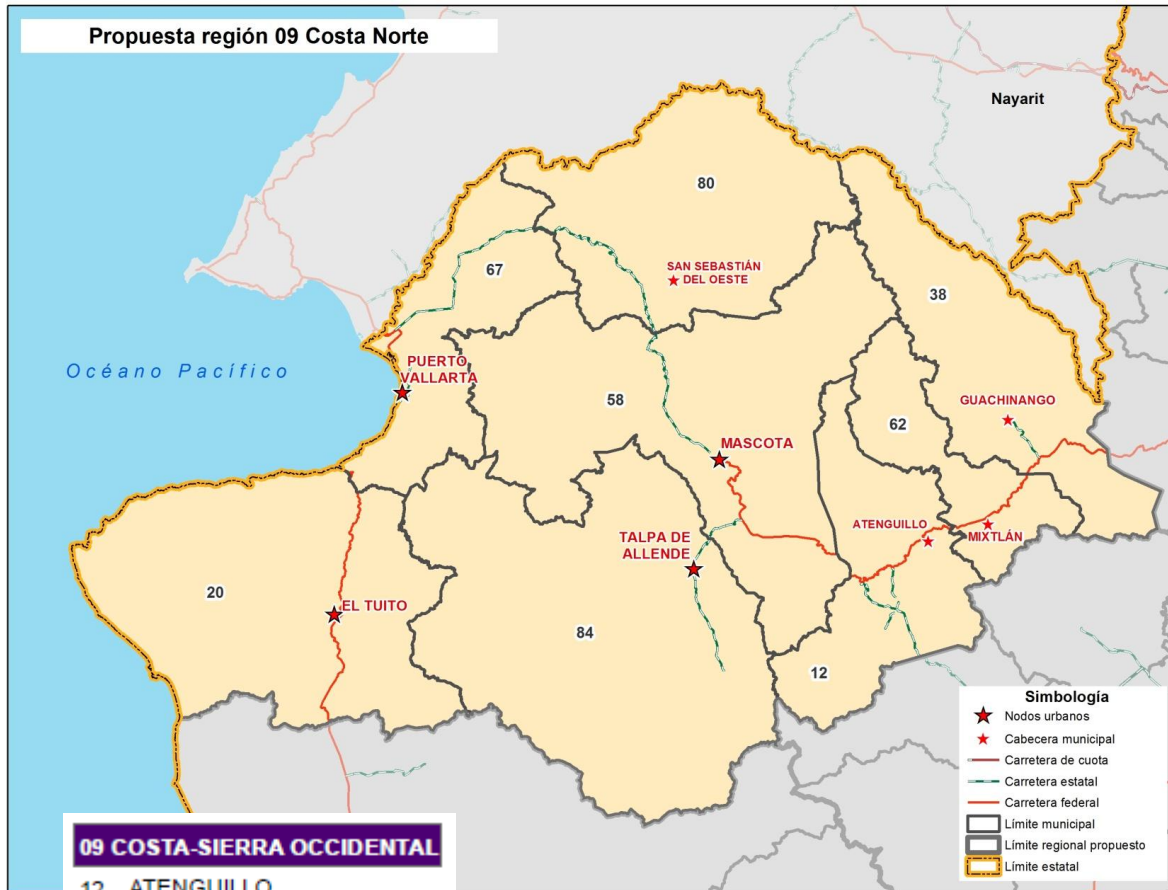 Propuesta región 09 Costa Norte
Nayarit
80
67
SAN SEBASTIÁN
DEL OESTE
38
Océano Pacífico
PUERTO
VALLARTA
58
62
GUACHINANGO
MASCOTA
ATENGUILLO
MIXTLÁN
TALPA DE
ALLENDE
20
EL TUITO
84
12
Simbología
Nodos urbanos
Cabecera municipal
Carretera de cuota
Carretera estatal
Carretera federal
Límite municipal
Límite regional propuesto
Límite estatal
09 COSTA-SIERRA OCCIDENTAL
12 ATENGUILLO